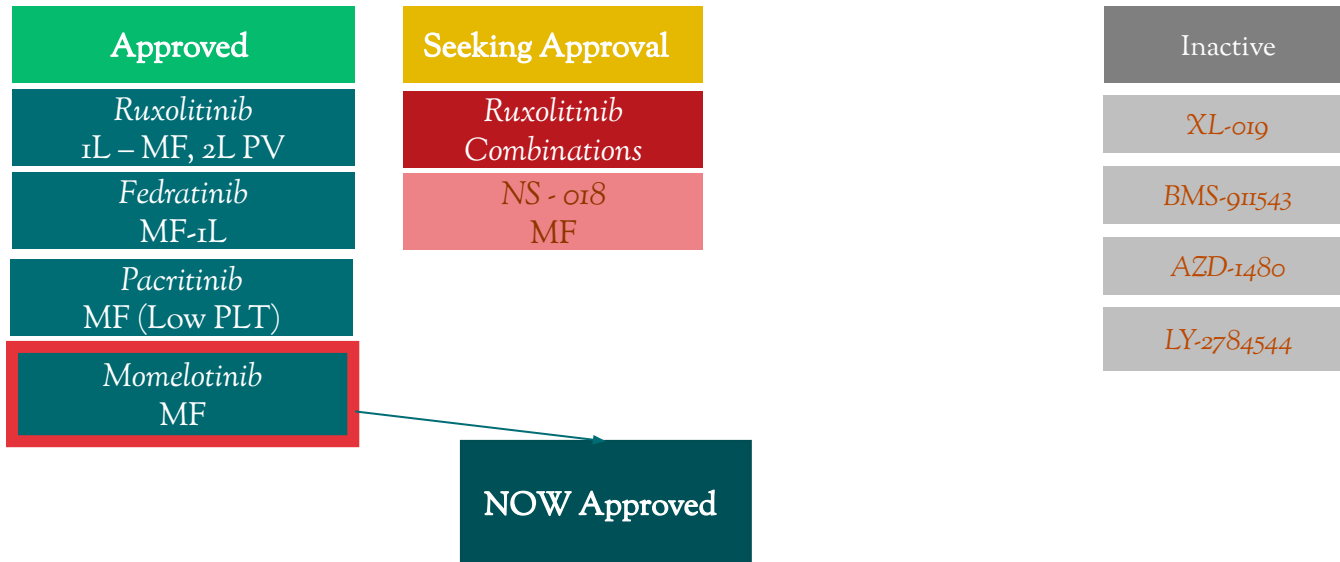 Approved
Ruxolitinib
1L – MF, 2L PV
Fedratinib
MF-1L
Pacritinib
MF (Low PLT)
Momelotinib
MF
NOW Approved
Seeking Approval
Ruxolitinib
Combinations
NS - 018
MF
Inactive
XL-019
BMS-911543
AZD-1480
LY-2784544